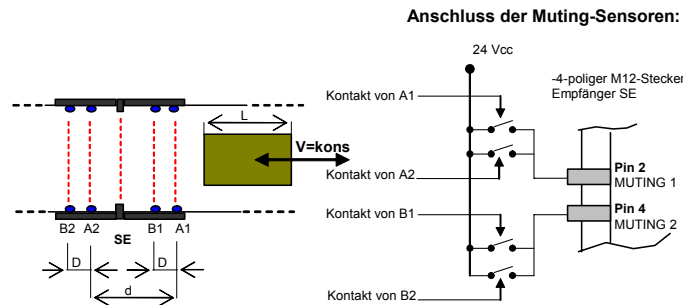 Anschluss der Muting-Sensoren:
24 Vcc
-4-poliger M12-Stecker
Empfänger SE
Kontakt von A1
L
V=kons
Kontakt von A2
Pin 2
MUTING 1
Kontakt von B1
Pin 4
MUTING 2
B2 A2 B1 A1
SE
D D
d
Kontakt von B2